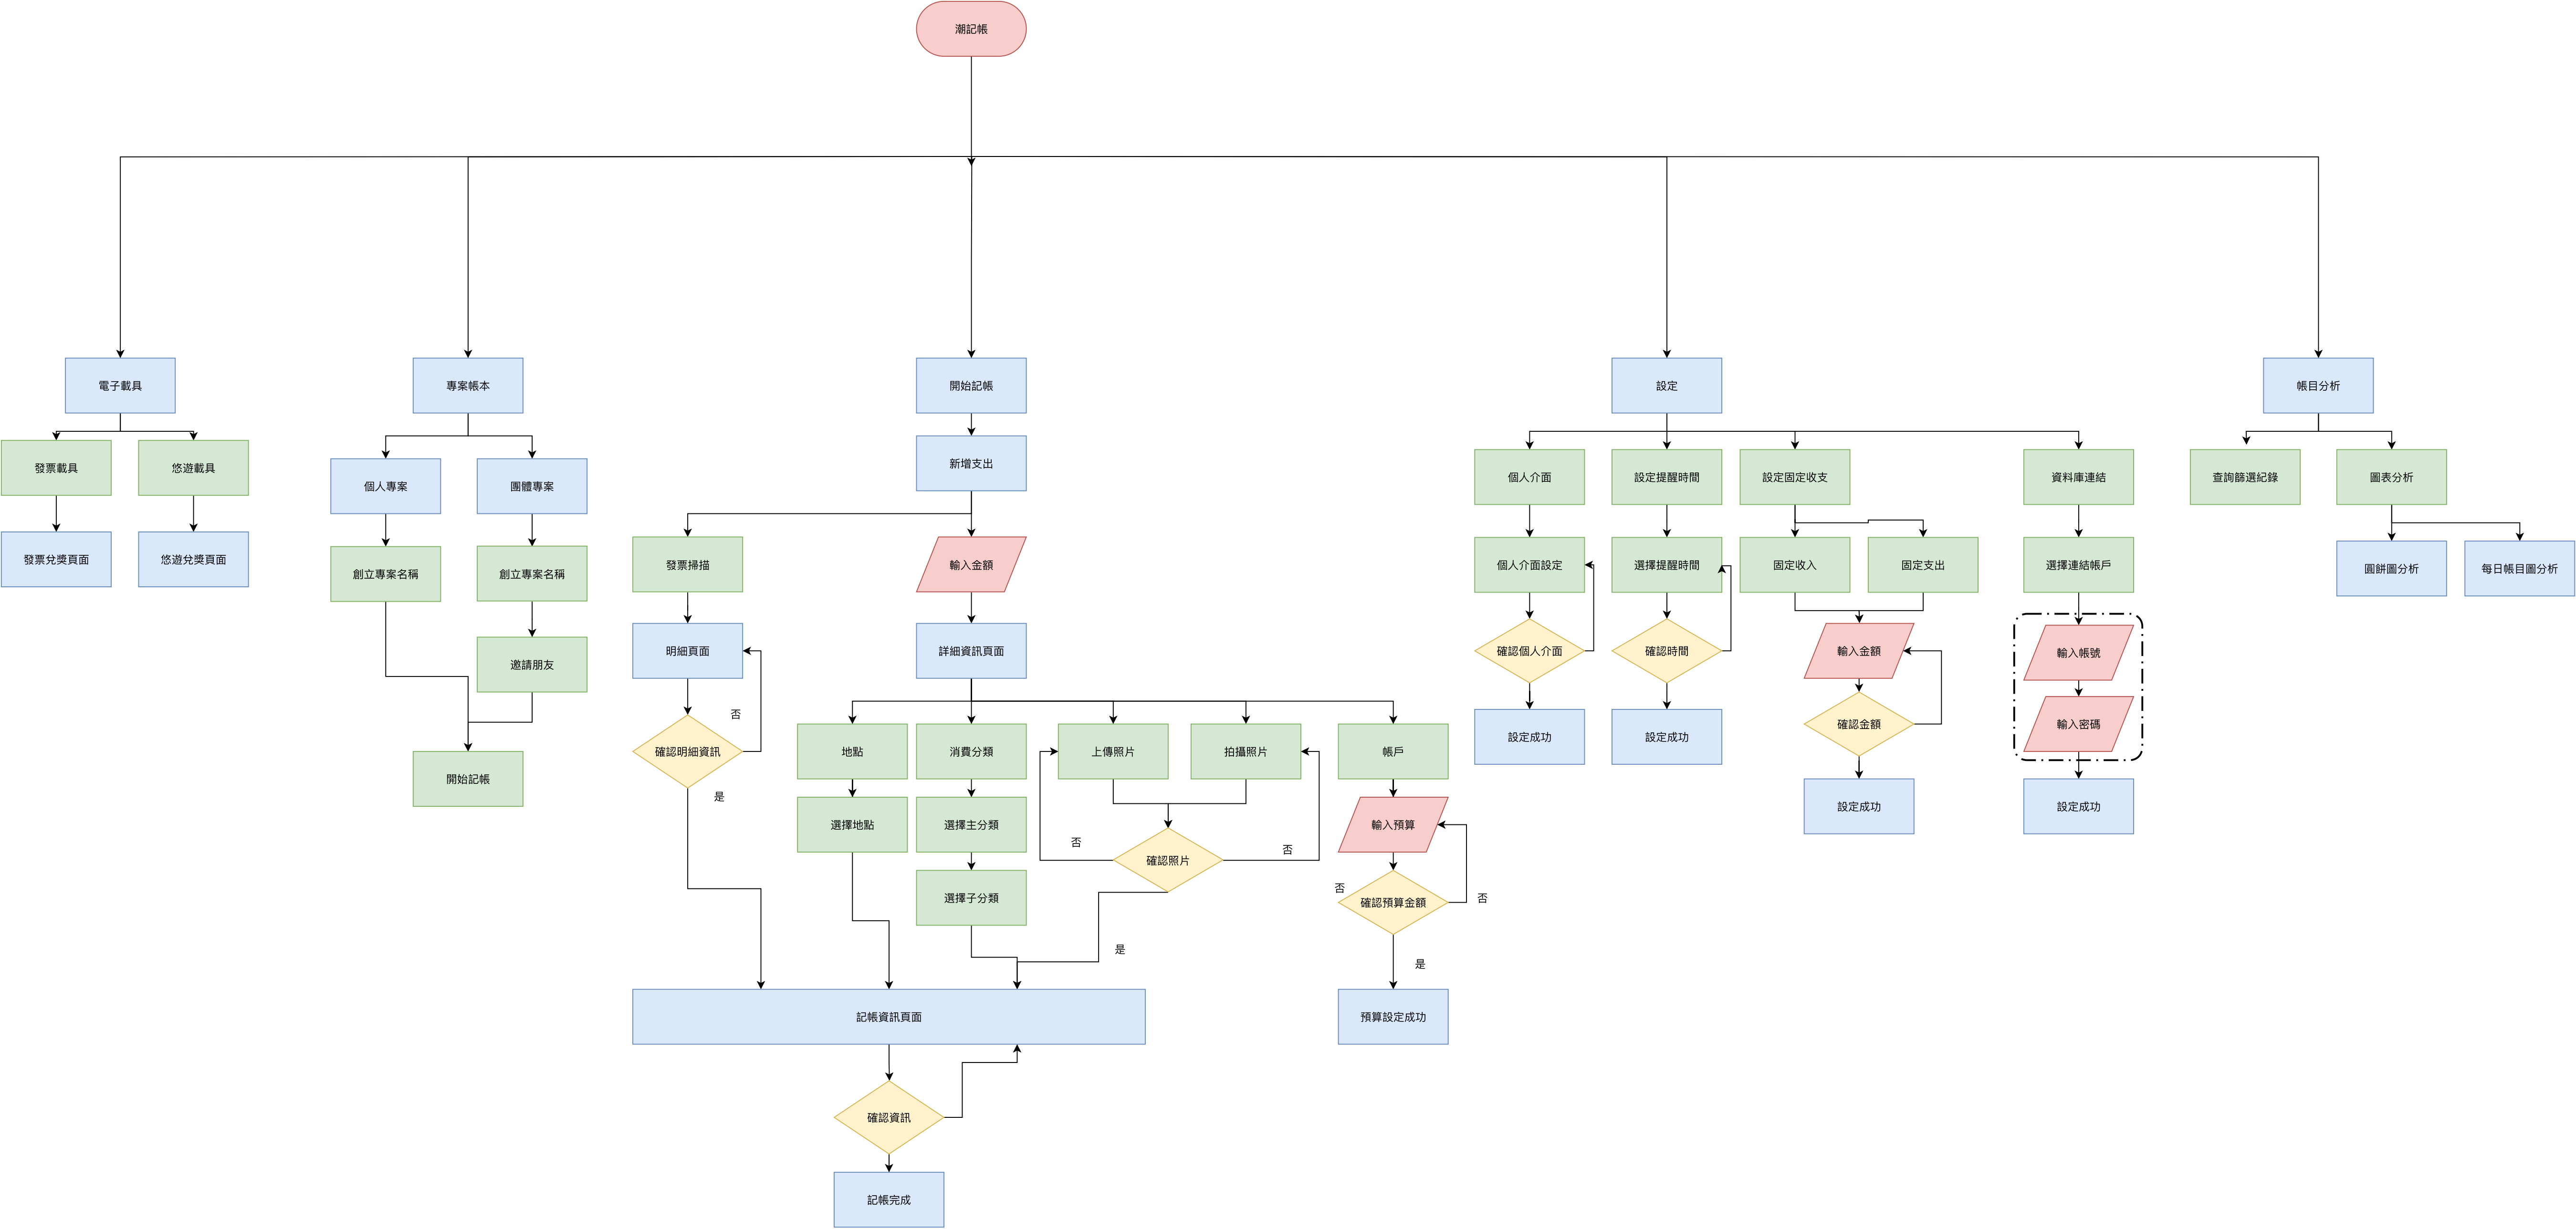 潮記帳
電子載具
專案帳本
開始記帳
設定
帳目分析
發票載具
悠遊載具
發票兌獎頁面
悠遊兌獎頁面
個人專案
團體專案
創立專案名稱
創立專案名稱
邀請朋友
開始記帳
新增支出
發票掃描
輸入金額
明細頁面
詳細資訊頁面
否
確認明細資訊
是
地點
消費分類
上傳照片
拍攝照片
帳戶
選擇地點
選擇主分類
輸入預算
否
否
確認照片
選擇子分類
否
確認預算金額
否
是
是
記帳資訊頁面
預算設定成功
確認資訊
記帳完成
個人介面
設定提醒時間
設定固定收支
資料庫連結
個人介面設定
選擇提醒時間
固定收入
固定支出
選擇連結帳戶
確認個人介面
確認時間
輸入金額
輸入帳號
設定成功
設定成功
確認金額
輸入密碼
設定成功
設定成功
查詢篩選紀錄
圖表分析
圓餅圖分析
每日帳目圖分析